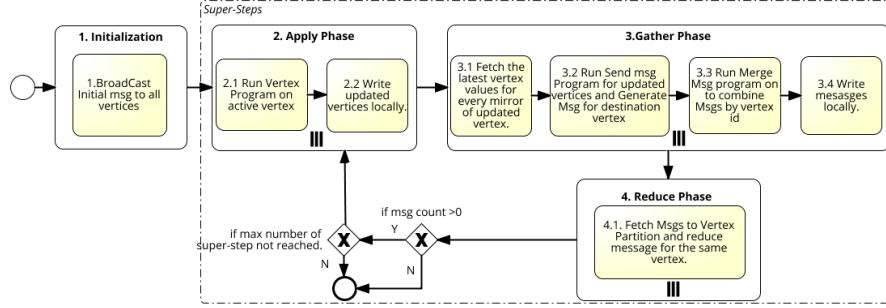 Super-Steps
1. Initialization
1.BroadCast
Initial msg to all
vertices
2. Apply Phase
2.1 Run Vertex
Program on
active vertex
2.2 Write
updated
vertices locally.
3.Gather Phase
3.1 Fetch the
latest vertex
values for
every mirror
of updated
vertex.
3.2 Run Send msg
Program for updated
vertices and Generate
Msg for destination
vertex
3.3 Run Merge
Msg program on
to combine
Msgs by vertex
id
3.4 Write
mesasges
locally.
4. Reduce Phase
4.1. Fetch Msgs to Vertex
Partition and reduce
message for the same
vertex.
if msg count >0
Y
N
if max number of
super-step not reached.
N